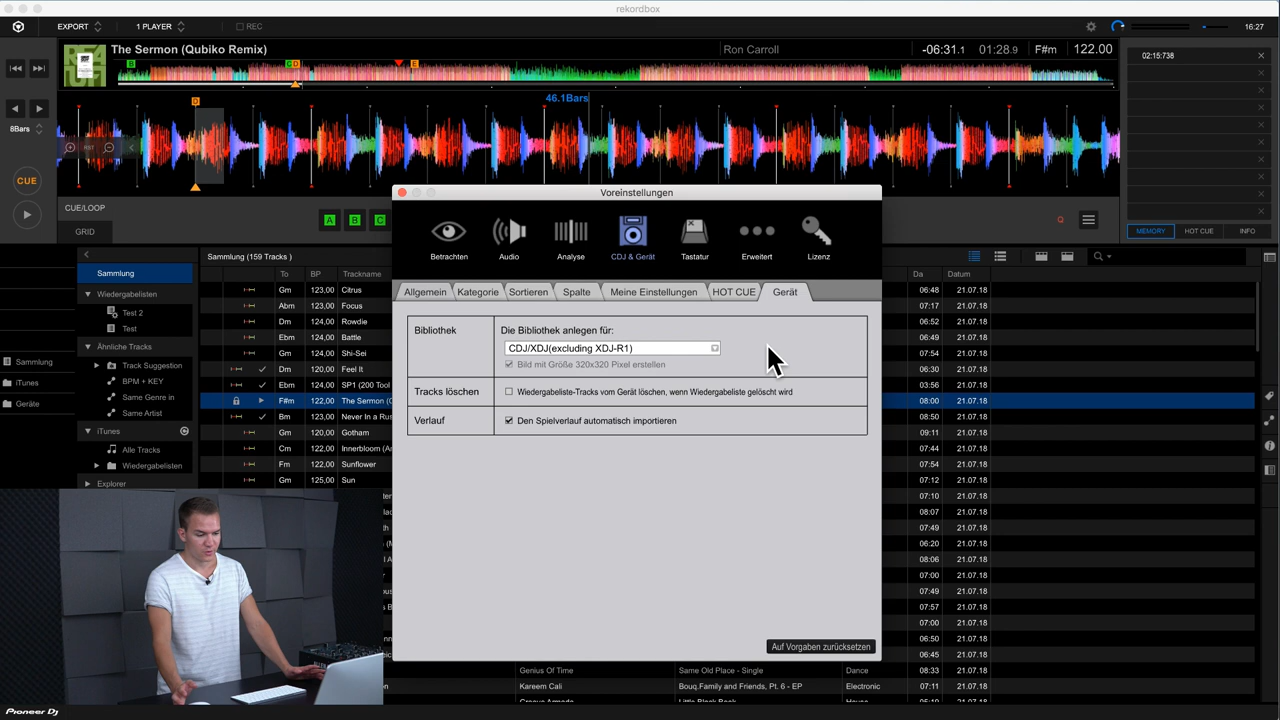 rekordbox
EXPORT
1 PLAYER
REC
16:27
The Sermon (Qubiko Remix)
Ron Carroll
-06:31.1
01:28.9
F#m
122.00
02:15:738
B
C
D
E
46.1Bars
D
8Bars
RST
CUE
CUE/LOOP
GRID
A
B
C
Q
MEMORY
HOT CUE
INFO
Voreinstellungen
Betrachten
Audio
Analyse
CDJ & Gerät
Tastatur
Erweitert
Lizenz
Allgemein
Kategorie
Sortieren
Spalte
Meine Einstellungen
HOT CUE
Gerät
Bibliothek
Die Bibliothek anlegen für:
CDJ/XDJ(excluding XDJ-R1)
Bild mit Größe 320x320 Pixel erstellen
Tracks löschen
Wiedergabeliste-Tracks vom Gerät löschen, wenn Wiedergabeliste gelöscht wird
Verlauf
Den Spielverlauf automatisch importieren
Auf Vorgaben zurücksetzen
Sammlung
iTunes
Geräte
Sammlung
Wiedergabelisten
Test 2
Test
Ähnliche Tracks
Track Suggestion
BPM + KEY
Same Genre in
Same Artist
iTunes
Alle Tracks
Wiedergabelisten
Explorer
Sammlung (159 Tracks )
To BP Trackname Da Datum
Gm 123,00 Citrus 06:48 21.07.18
Abm 123,00 Focus 07:17 21.07.18
Dm 124,00 Rowdie 06:52 21.07.18
Ebm 124,00 Battle 06:49 21.07.18
Gm 124,00 Shi-Sei 07:54 21.07.18
Dm 120,00 Feel It 06:30 21.07.18
Ebm 124,00 SP1 (200 Tool 03:56 21.07.18
F#m 122,00 The Sermon (C 08:00 21.07.18
Bm 123,00 Never In a Rus 08:50 21.07.18
Gm 120,00 Gotham 09:11 21.07.18
Cm 122,00 Innerbloom (Ar 08:44 21.07.18
Fm 122,00 Sunflower 07:54 21.07.18
Gm 125,00 Sun 07:12 21.07.18
07:10 21.07.18
08:07 21.07.18
07:49 21.07.18
06:20 21.07.18
08:06 21.07.18
07:00 21.07.18
08:01 21.07.18
07:57 21.07.18
07:00 21.07.18
06:50 21.07.18
06:45 21.07.18
Genius Of Time Same Old Place - Single Dance 08:33 21.07.18
Kareem Cali Bouq.Family and Friends, Pt. 6 - EP Electronic 07:11 21.07.18
Pioneer Dj